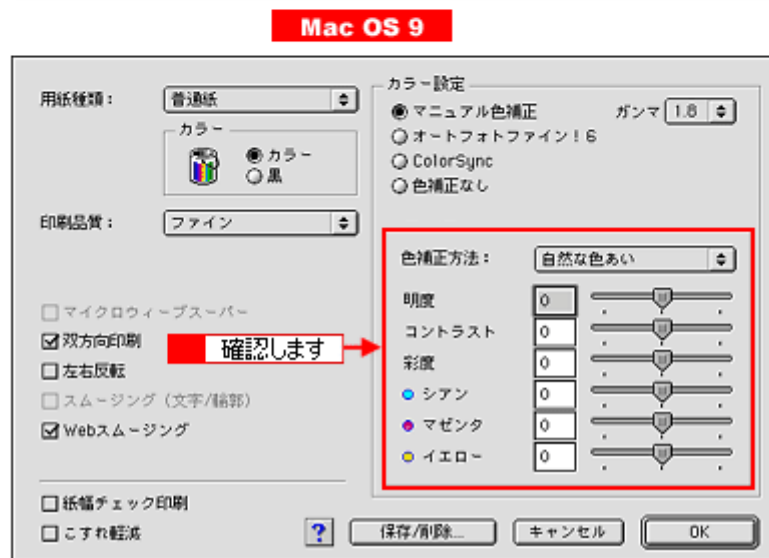 Mac OS 9
用紙種類：
普通紙
カラー
カラー
黒
印刷品質：
ファイン
マイクロウィーブスーパー
双方向印刷
左右反転
スムージング（文字/輪郭）
Webスムージング
紙幅チェック印刷
こすれ軽減
確認します
カラー設定
マニュアル色補正
ガンマ 1.8
オートフォトファイン！6
ColorSync
色補正なし
色補正方法：
自然な色あい
明度 0
コントラスト 0
彩度 0
シアン 0
マゼンタ 0
イエロー 0
?
保存/削除...
キャンセル
OK